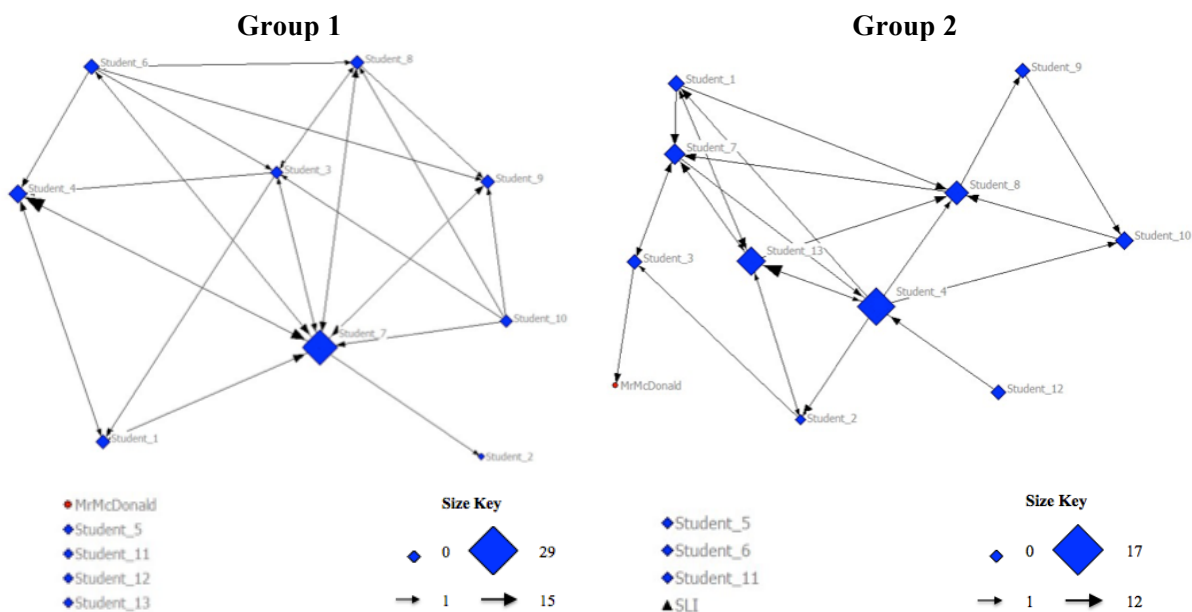 Group 1
Student_6
Student_8
Student_3
Student_9
Student_4
Student_10
Student_7
Student_1
Student_2
MrMcDonald
Student_5
Student_11
Student_12
Student_13
Size Key
0 29
1 15
Group 2
Student_9
Student_1
Student_7
Student_8
Student_10
Student_13
Student_3
Student_4
MrMcDonald
Student_12
Student_2
Student_5
Student_6
Student_11
SLI
Size Key
0 17
1 12